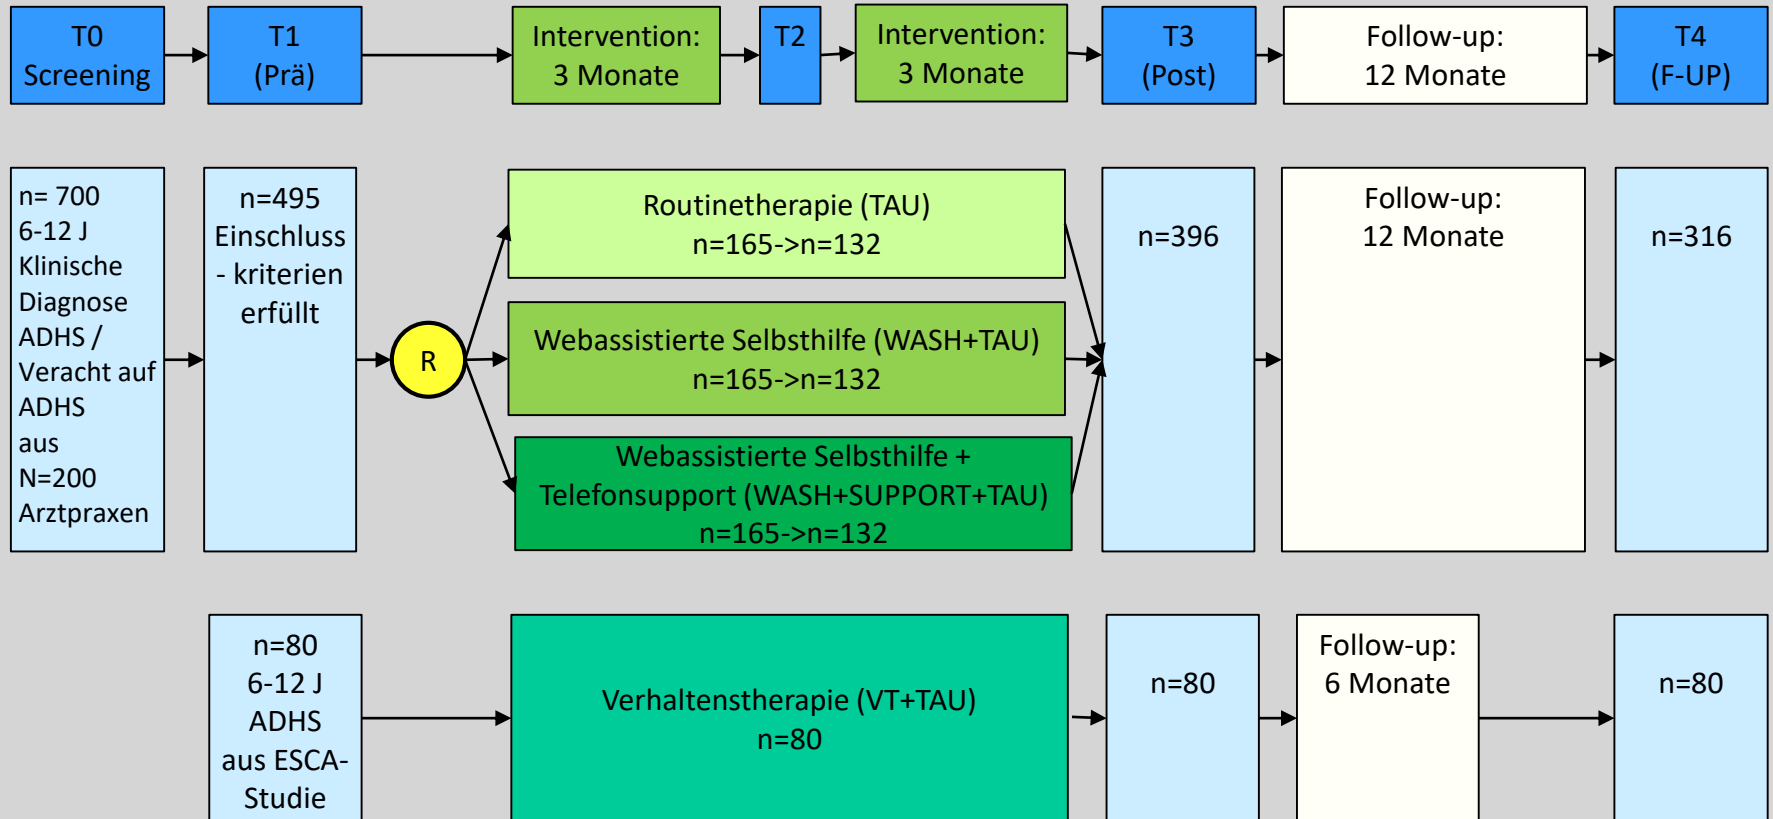 T0
Screening
T1
(Prä)
Intervention:
3 Monate
T2
Intervention:
3 Monate
T3
(Post)
Follow-up:
12 Monate
T4
(F-UP)
n= 700
6-12 J
Klinische
Diagnose
ADHS /
Veracht auf
ADHS
aus
N=200
Arztpraxen
n=495
Einschluss
- kriterien
erfüllt
R
Routinetherapie (TAU)
n=165->n=132
Webassistierte Selbsthilfe (WASH+TAU)
n=165->n=132
Webassistierte Selbsthilfe +
Telefonsupport (WASH+SUPPORT+TAU)
n=165->n=132
n=396
Follow-up:
12 Monate
n=316
n=80
6-12 J
ADHS
aus ESCA-
Studie
Verhaltenstherapie (VT+TAU)
n=80
n=80
Follow-up:
6 Monate
n=80